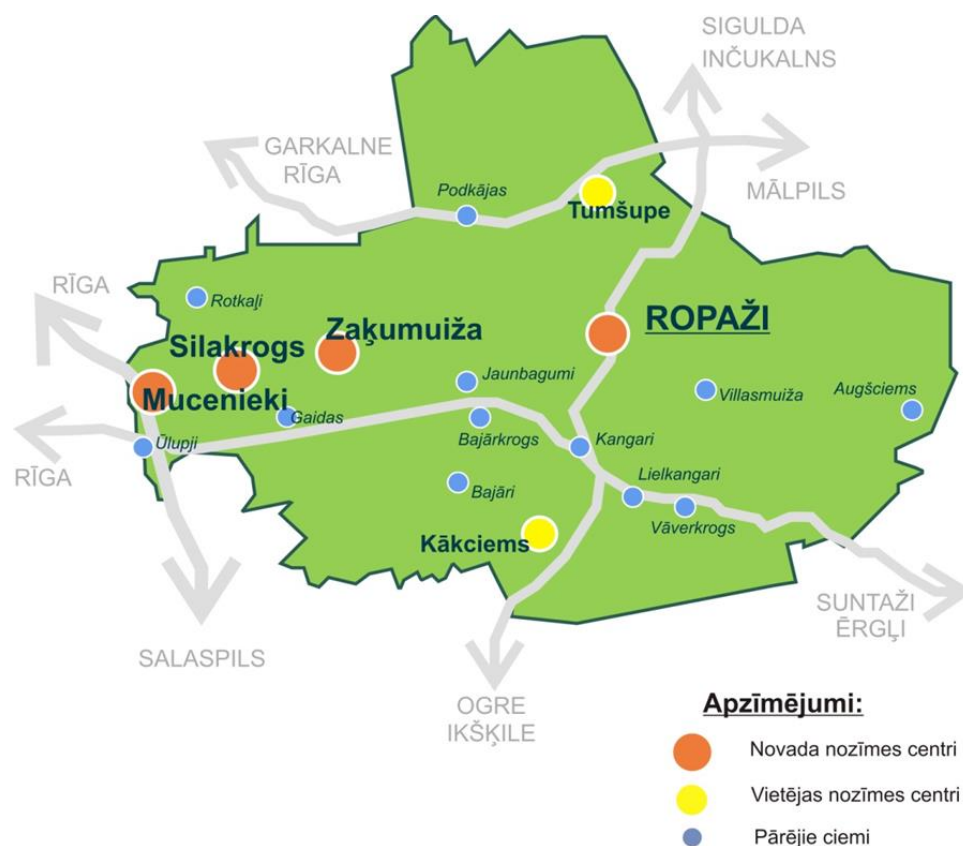 SIGULDA
INČUKALNS
GARKALNE
RĪGA
MĀLPILS
Podkājas
Tumšupe
RĪGA
Rotkaļi
Zaķumuiža
ROPAŽI
Silakrogs
Mucenieki
Jaunbagumi
Villasmuiža
Augšciems
Gaidas
Bajārkrogs
Ūlupji
Kangari
RĪGA
Lielkangari
Bajāri
Vāverkrogs
Kākciems
SUNTAŽI
ĒRGĻI
SALASPILS
OGRE
IKŠĶILE
Apzīmējumi:
Novada nozīmes centri
Vietējas nozīmes centri
Pārējie ciemi